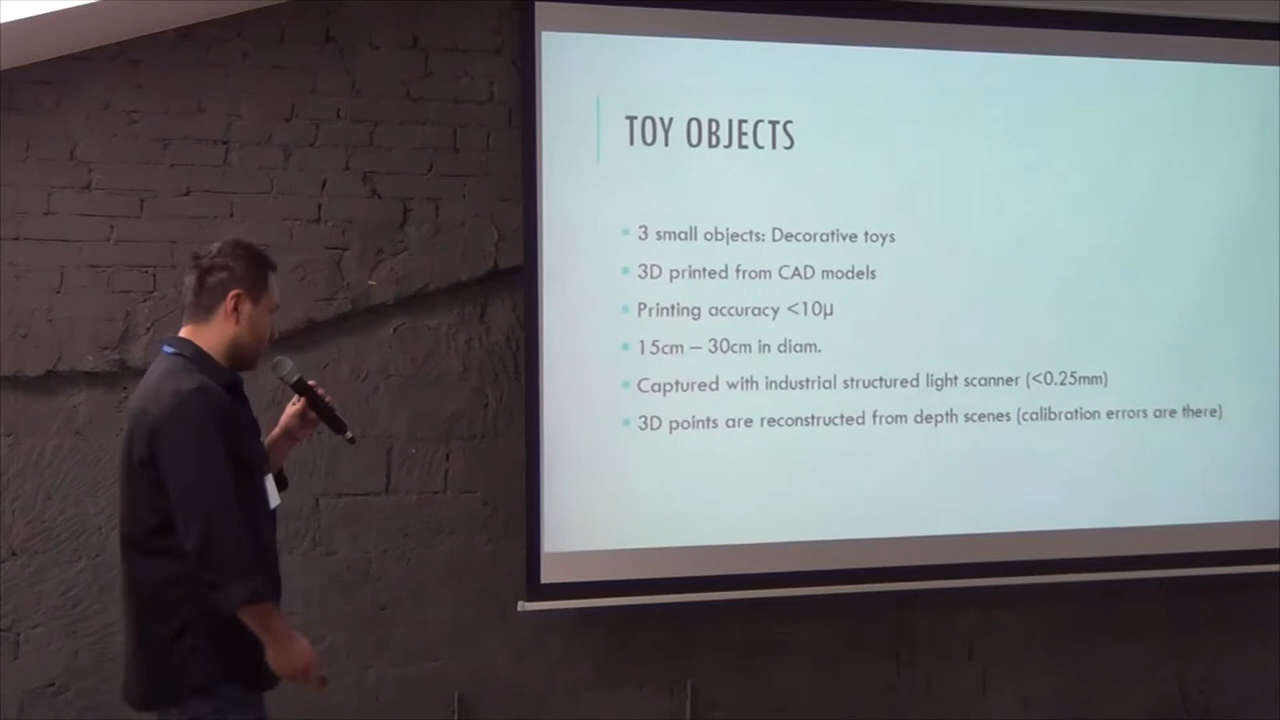 TOY OBJECTS
3 small objects: Decorative toys
3D printed from CAD models
Printing accuracy <10µ
15cm – 30cm in diam.
Captured with industrial structured light scanner (<0.25mm)
3D points are reconstructed from depth scenes (calibration errors are there)